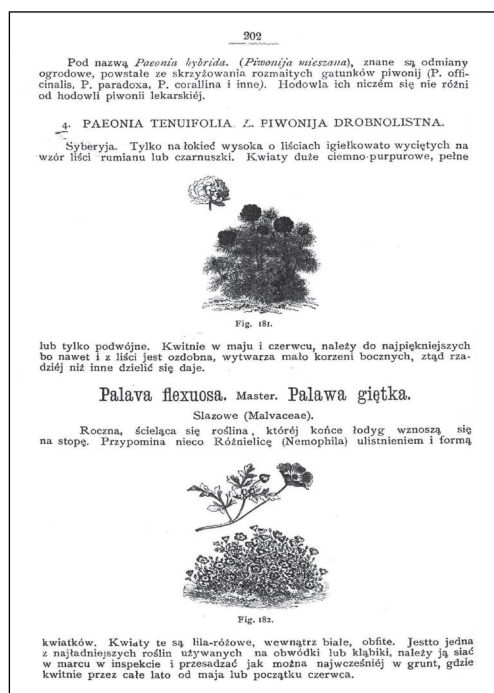 202
Pod nazwą Paeonia hybrida. (Piwonija mieszana), znane są odmiany
ogrodowe, powstałe ze skrzyżowania rozmaitych gatunków piwonij (P. offi-
cinalis, P. paradoxa, P. corallina i inne). Hodowla ich niczém się nie różni
od hodowli piwonii lekarskiéj.
4. PAEONIA TENUIFOLIA. L. PIWONIJA DROBNOLISTNA.
Syberyja. Tylko na łokieć wysoka o liściach igiełkowato wyciętych na
wzór liści rumianu lub czarnuszki. Kwiaty duże ciemno-purpurowe, pełne
Fig. 181.
lub tylko podwójne. Kwitnie w maju i czerwcu, należy do najpiękniejszych
bo nawet i z liści jest ozdobna, wytwarza mało korzeni bocznych, ztąd rza-
dziéj niż inne dzielić się daje.
Palava flexuosa. Master. Palawa giętka.
Slazowe (Malvaceae).
Roczna, ścieląca się roślina, któréj końce łodyg wznoszą się
na stopę. Przypomina nieco Różnielicę (Nemophila) ulistnieniem i formą
Fig. 182.
kwiatków. Kwiaty te są lila-różowe, wewnątrz białe, obfite. Jestto jedna
z najładniejszych roślin używanych na obwódki lub kląbiki, należy ją siać
w marcu w inspekcie i przesadzać jak można najwcześniéj w grunt, gdzie
kwitnie przez całe lato od maja lub początku czerwca.